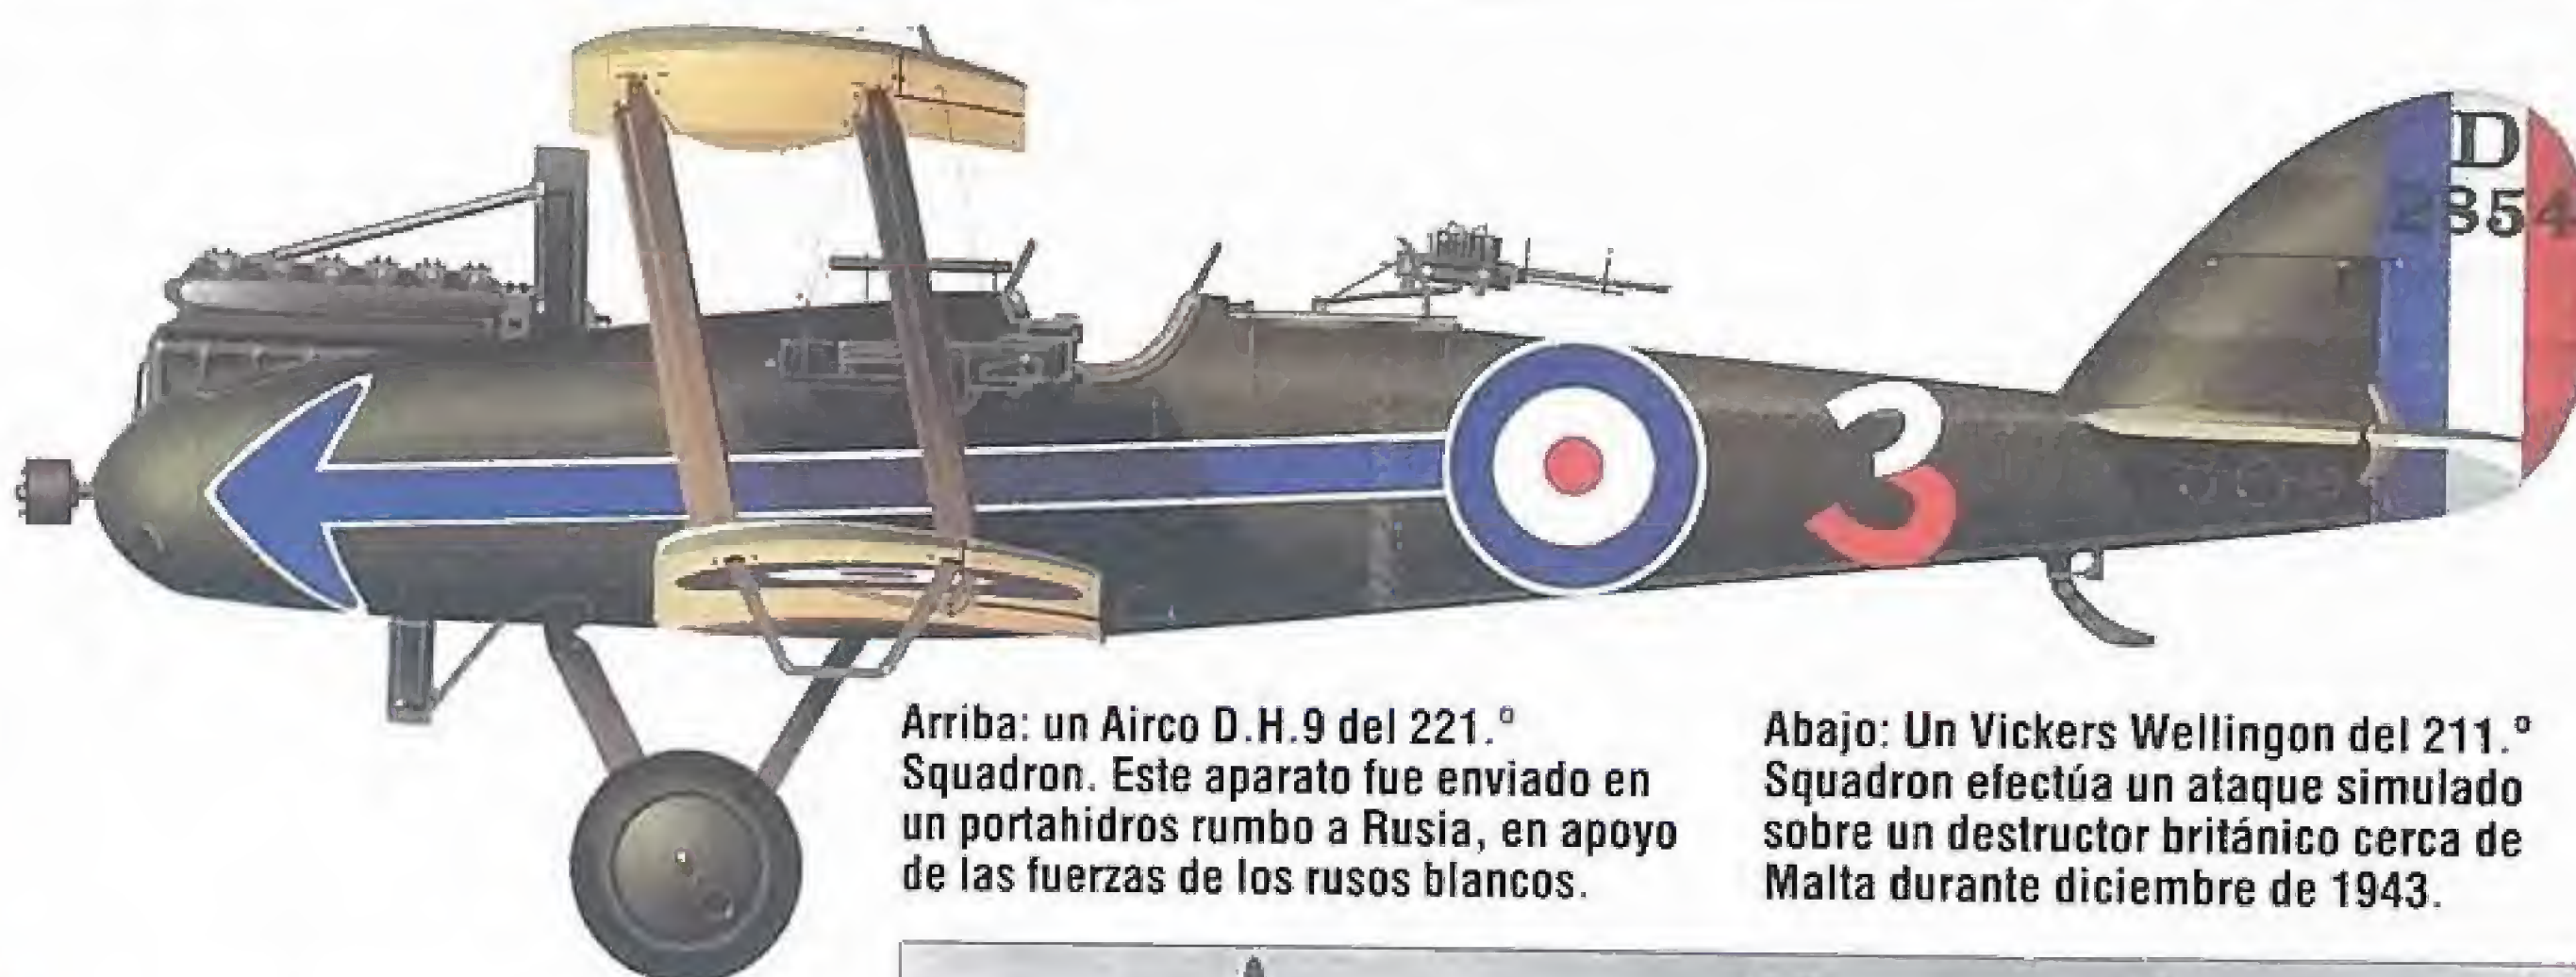 D
854
3
Arriba: un Airco D.H.9 del 221.º
Squadron. Este aparato fue enviado en
un portahidros rumbo a Rusia, en apoyo
de las fuerzas de los rusos blancos.
Abajo: Un Vickers Wellingon del 211.º
Squadron efectúa un ataque simulado
sobre un destructor británico cerca de
Malta durante diciembre de 1943.